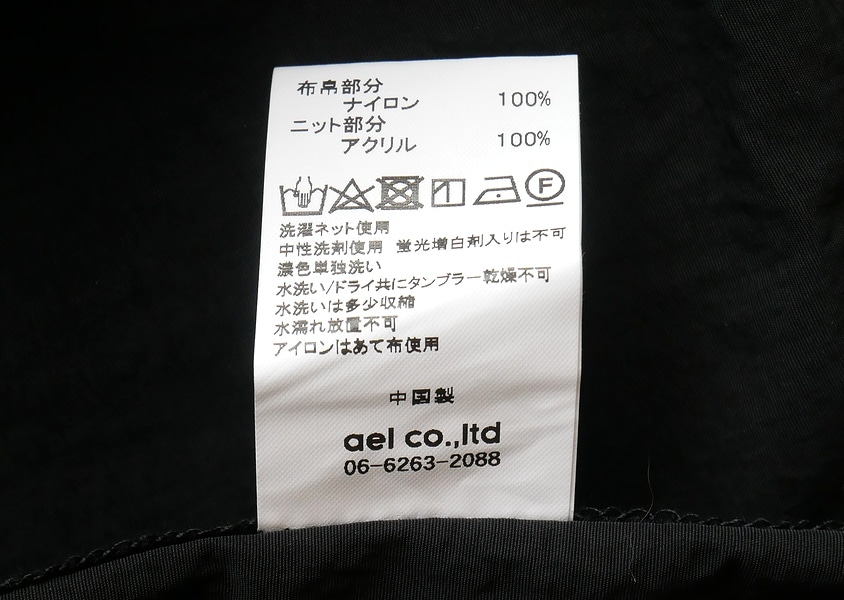 布帛部分
ナイロン 100%
ニット部分
アクリル 100%
F
洗濯ネット使用
中性洗剤使用 蛍光増白剤入りは不可
濃色単独洗い
水洗い/ドライ共にタンブラー乾燥不可
水洗いは多少収縮
水濡れ放置不可
アイロンはあて布使用
中国製
ael co.,ltd
06-6263-2088